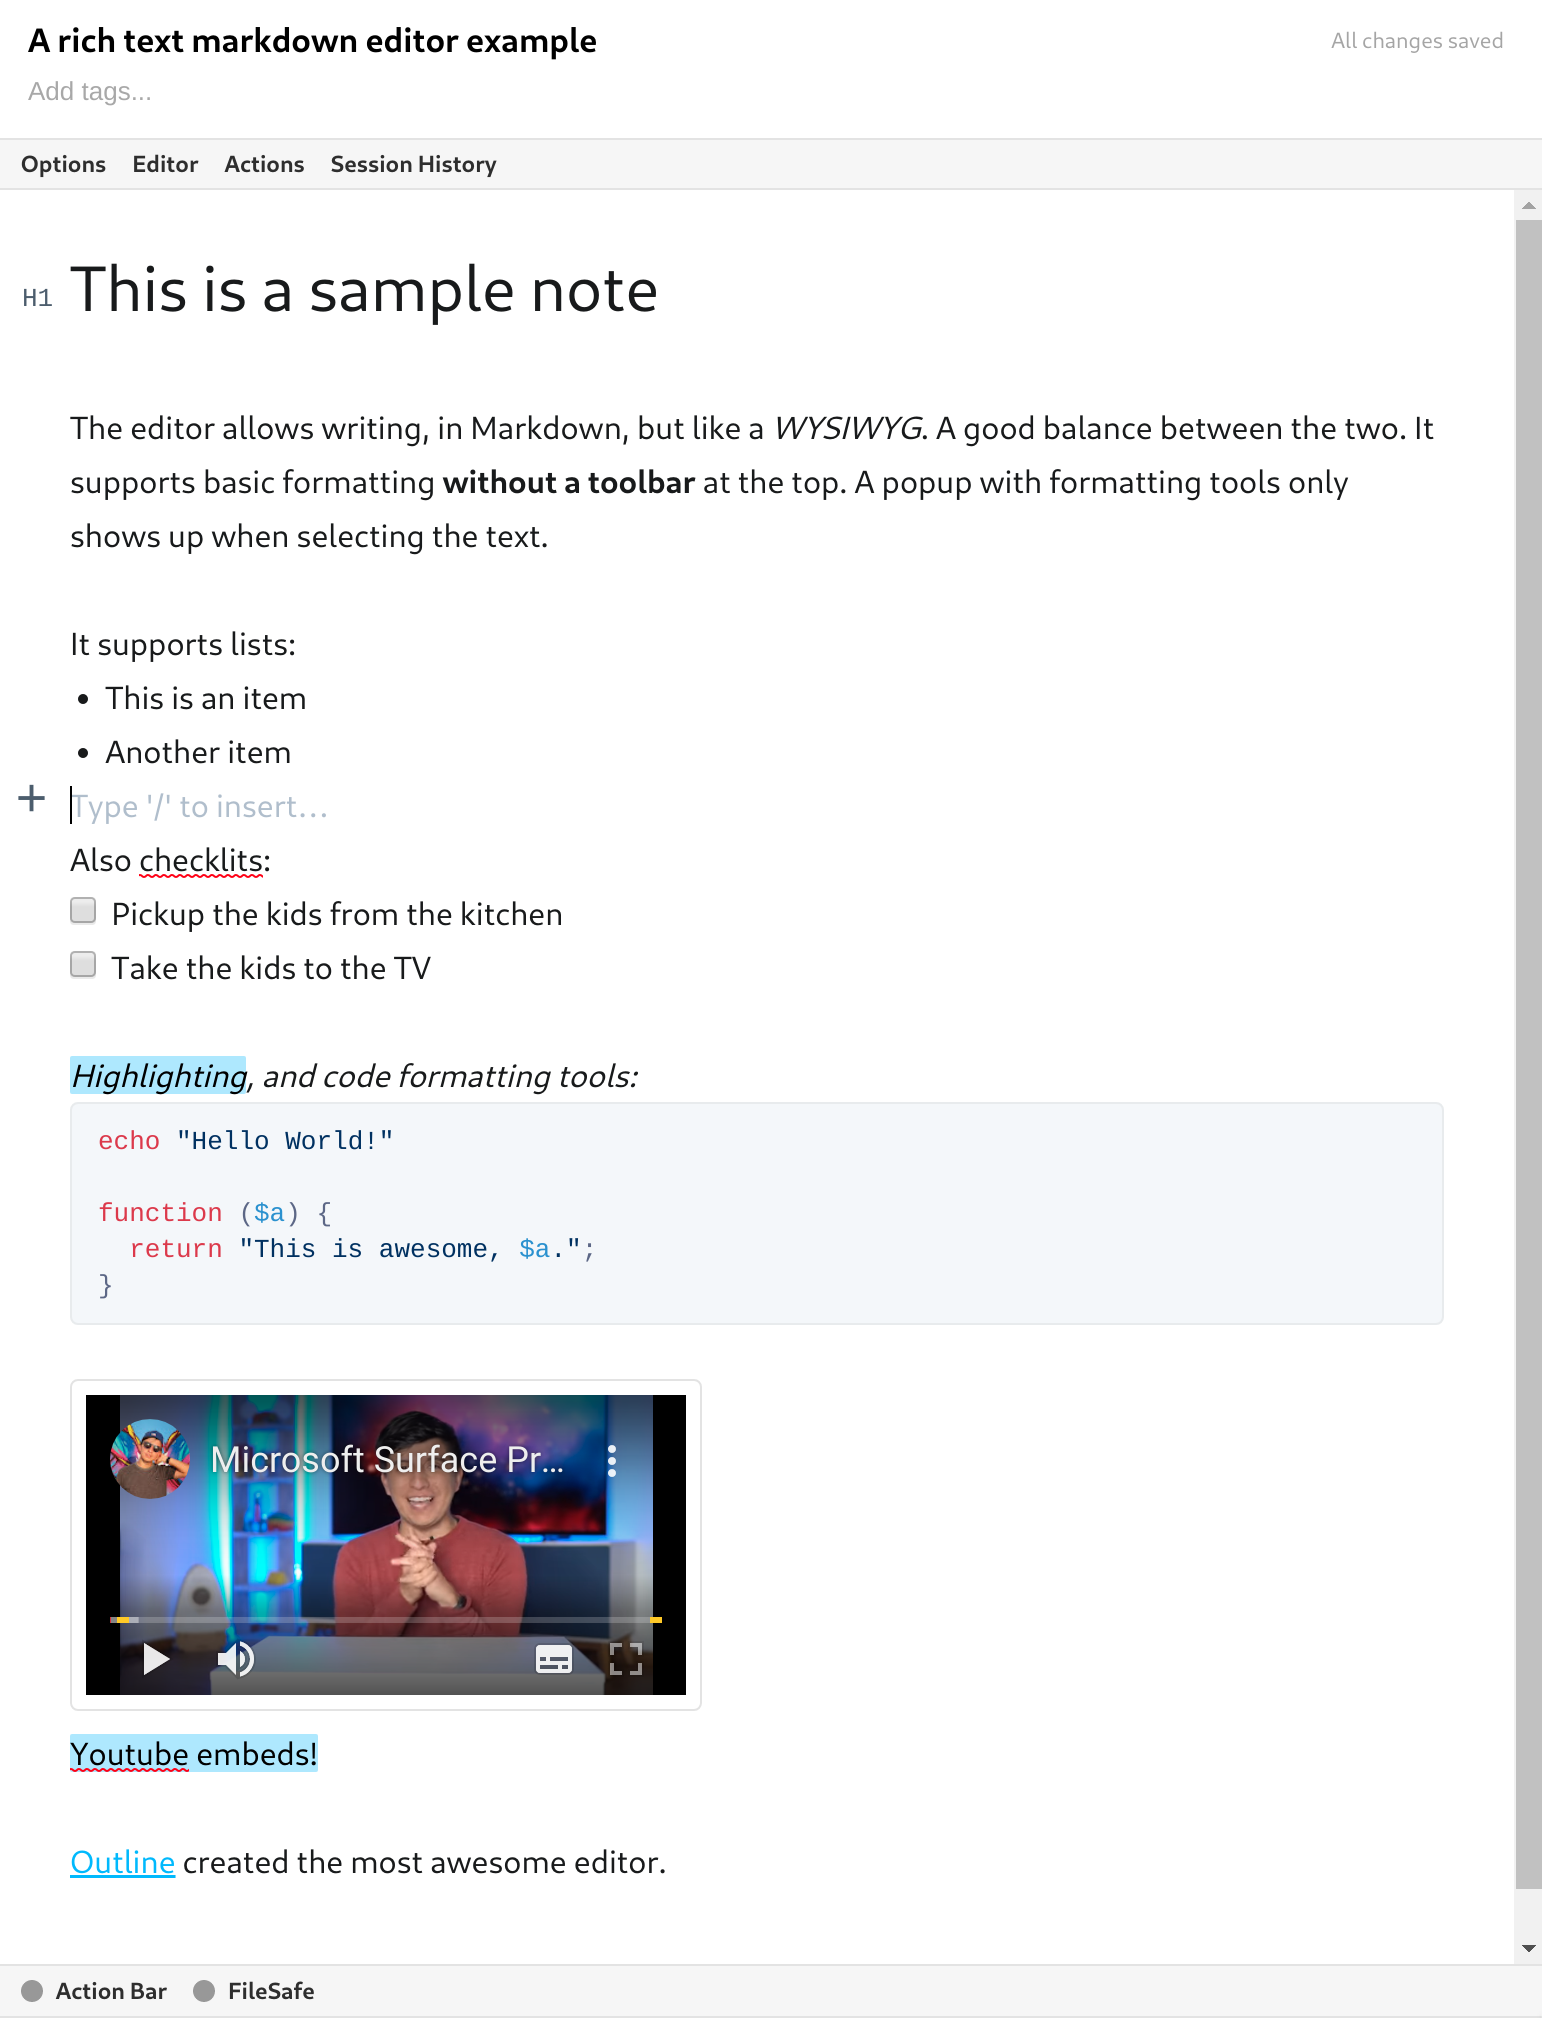 A rich text markdown editor example
All changes saved
Add tags...
Options Editor Actions Session History
H1 This is a sample note
The editor allows writing, in Markdown, but like a WYSIWYG. A good balance between the two. It
supports basic formatting without a toolbar at the top. A popup with formatting tools only
shows up when selecting the text.
It supports lists:
• This is an item
• Another item
Type '/' to insert…
Also checklits:
Pickup the kids from the kitchen
Take the kids to the TV
Highlighting, and code formatting tools:
echo "Hello World!"
function ($a) {
  return "This is awesome, $a.";
}
Microsoft Surface Pr...
Youtube embeds!
Outline created the most awesome editor.
Action Bar FileSafe